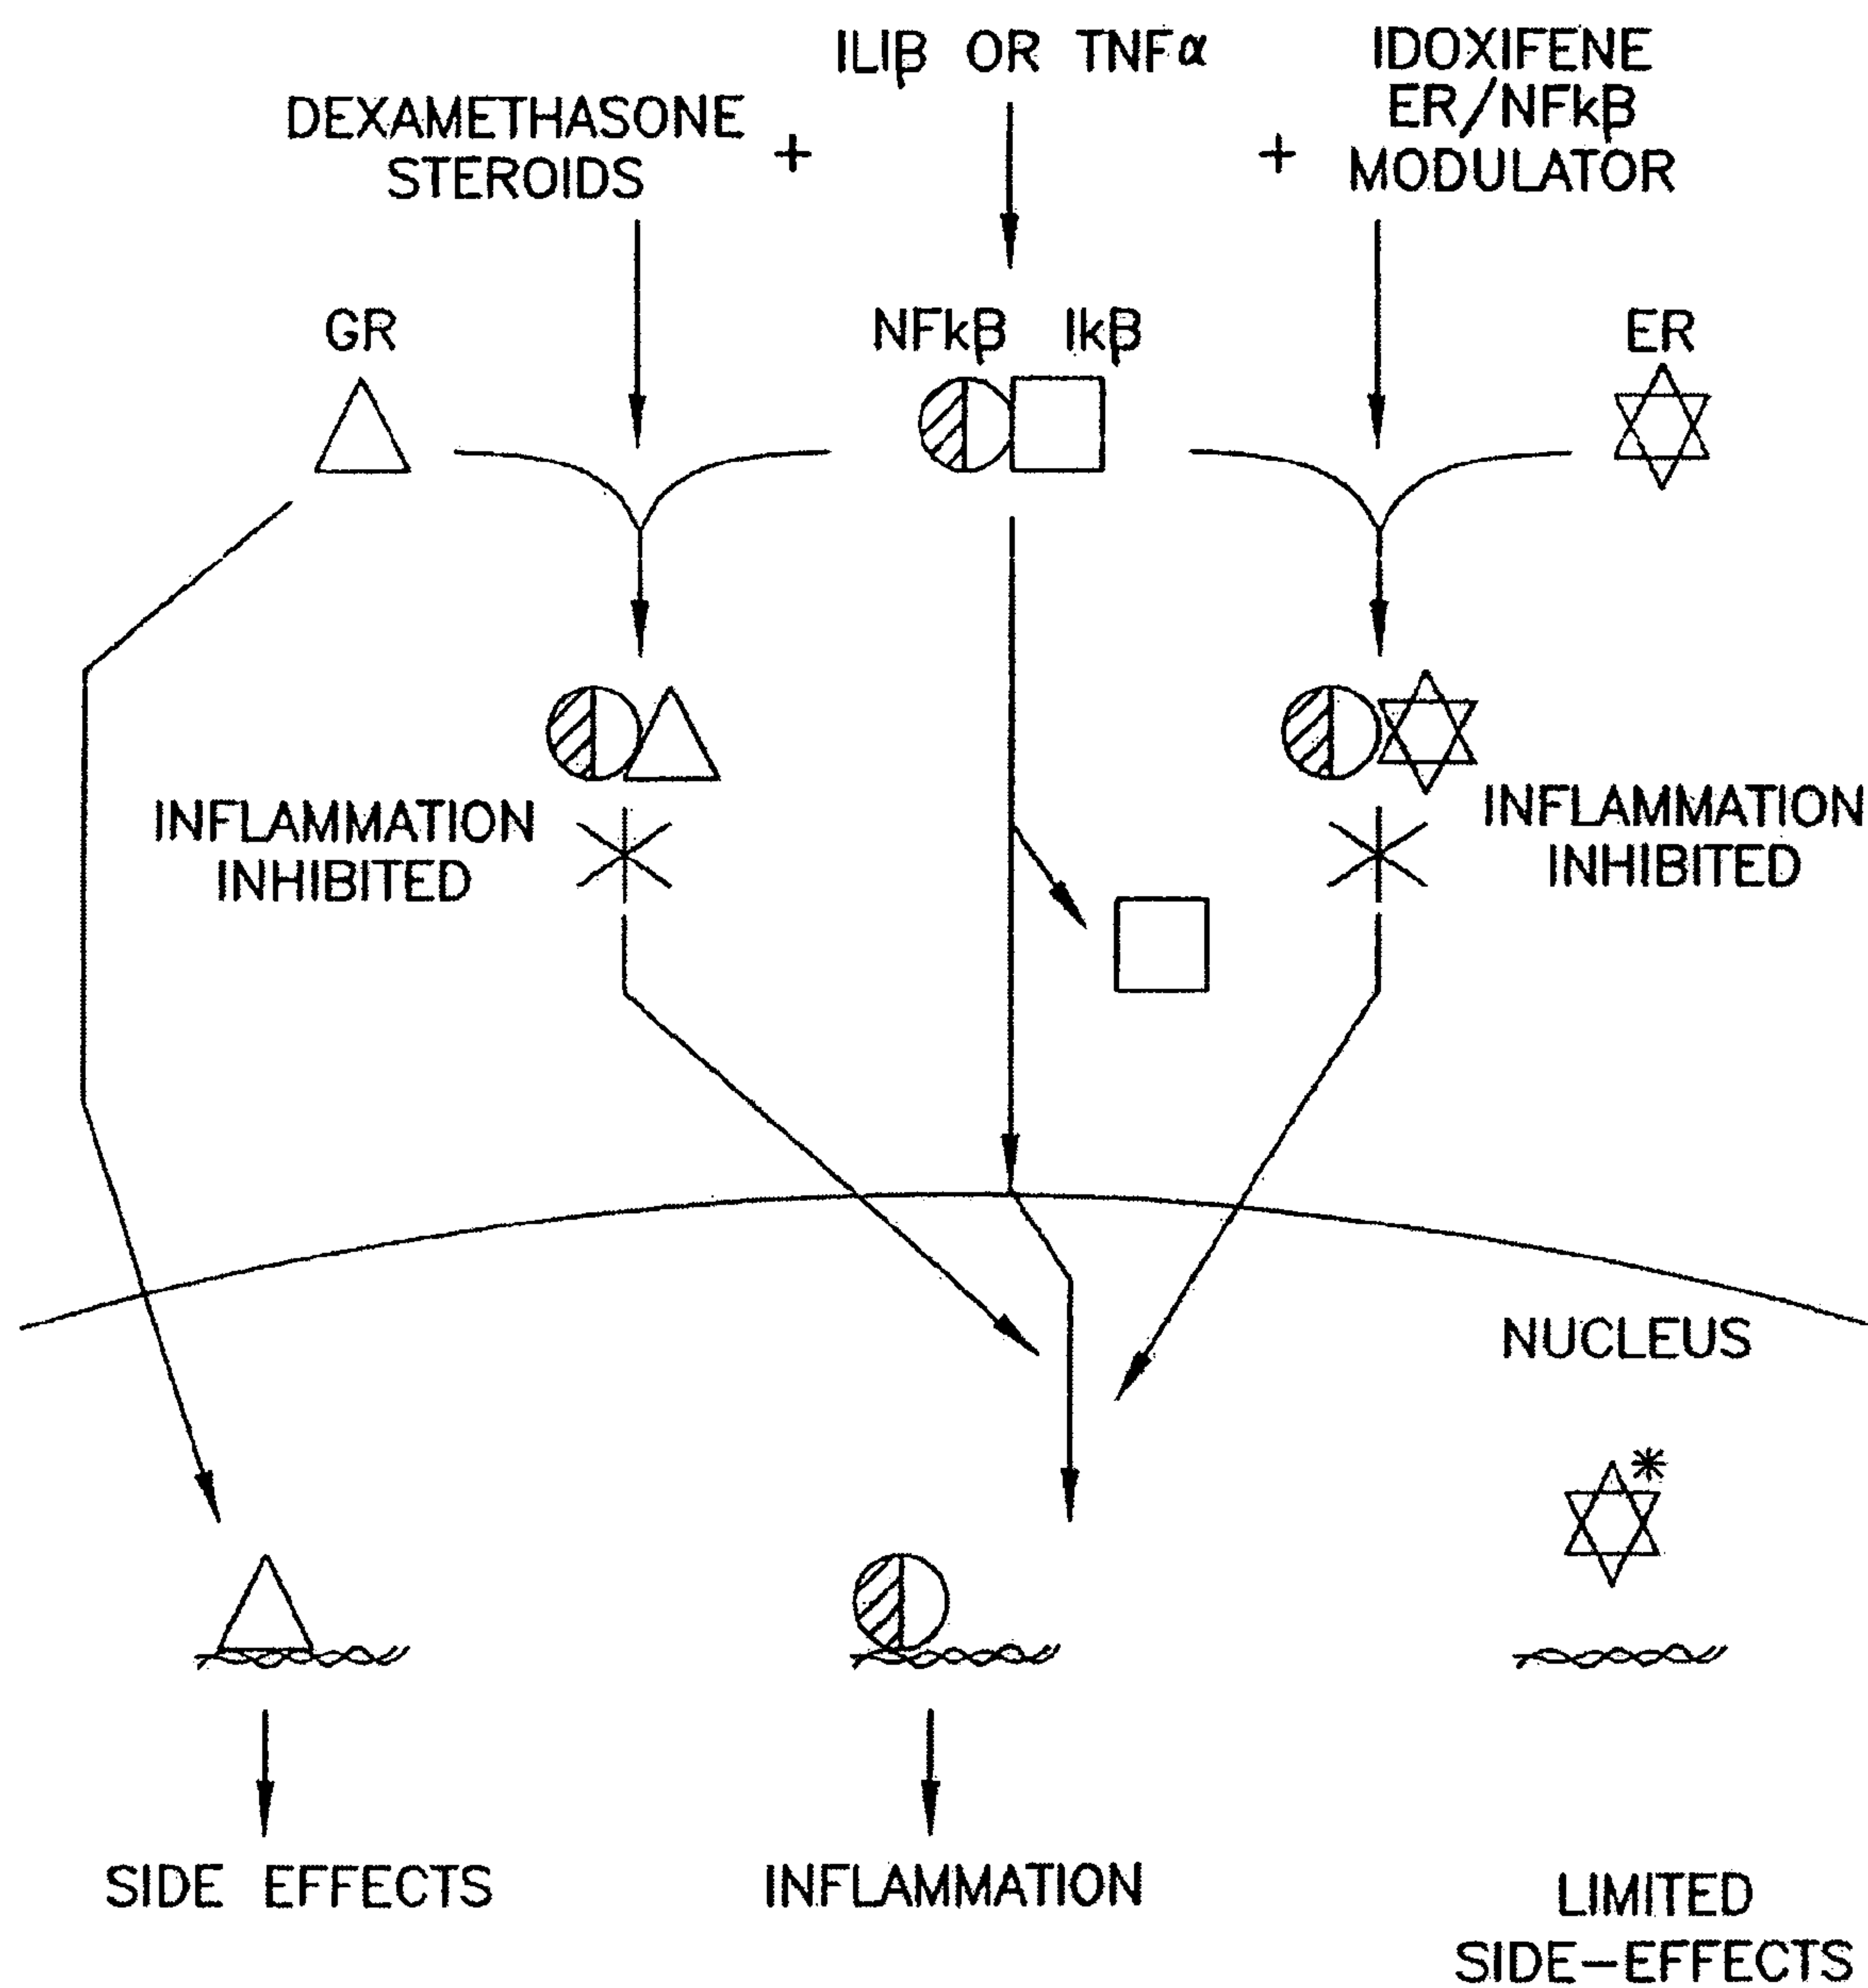 ILIβ OR TNFα
DEXAMETHASONE
STEROIDS
+
+
IDOXIFENE
ER/NFkβ
MODULATOR
GR
NFkβ Ikβ
ER
INFLAMMATION
INHIBITED
INFLAMMATION
INHIBITED
NUCLEUS
*
SIDE EFFECTS
INFLAMMATION
LIMITED
SIDE-EFFECTS